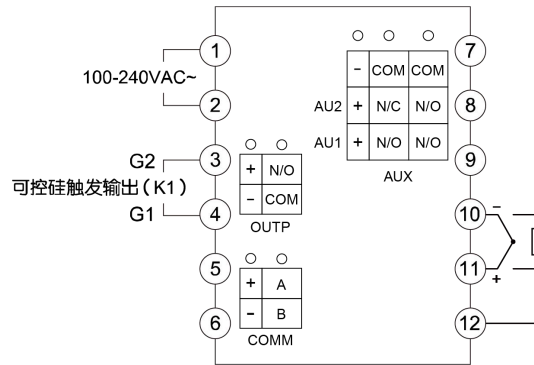 1
100-240VAC~
2
G2
3
可控硅触发输出(K1)
G1
4
+ N/O
− COM
OUTP
5
6
+ A
− B
COMM
− COM COM
AU2 + N/C N/O
AU1 + N/O N/O
AUX
7
8
9
10 −
11 +
12